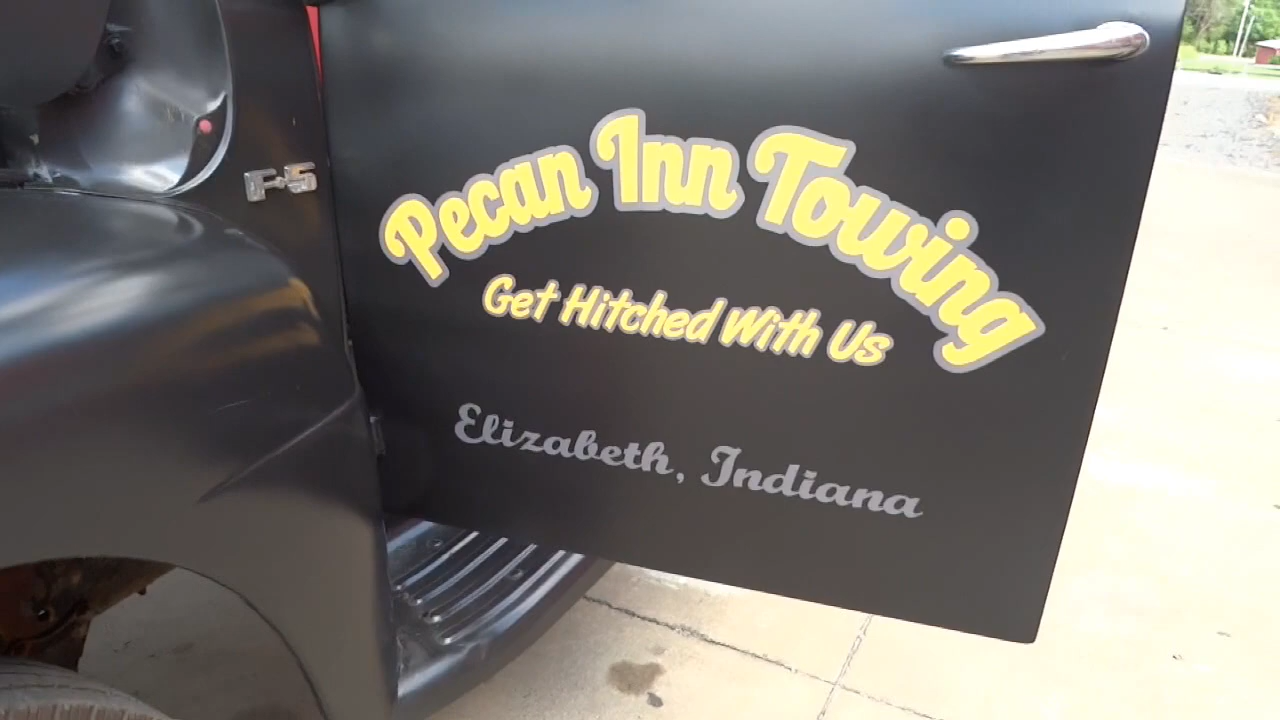 F-5
Pecan Inn Towing
Get Hitched With Us
Elizabeth, Indiana